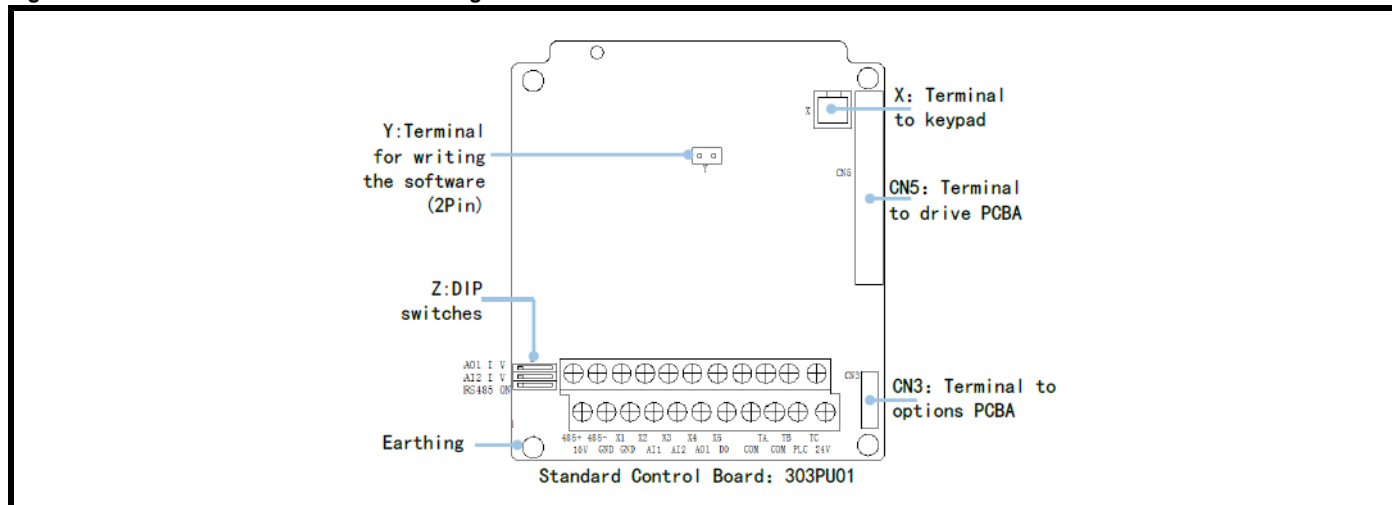 X: Terminal
to keypad
X
Y:Terminal
for writing
the software
(2Pin)
Y
CN5
CN5: Terminal
to drive PCBA
Z:DIP
switches
AO1 I V
AI2 I V
RS485 ON
CN3
CN3: Terminal to
options PCBA
Earthing
485+ 485- X1 X2 X3 X4 X5 TA TB TC
10V GND GND AI1 AI2 AO1 DO COM COM PLC 24V
Standard Control Board: 303PU01